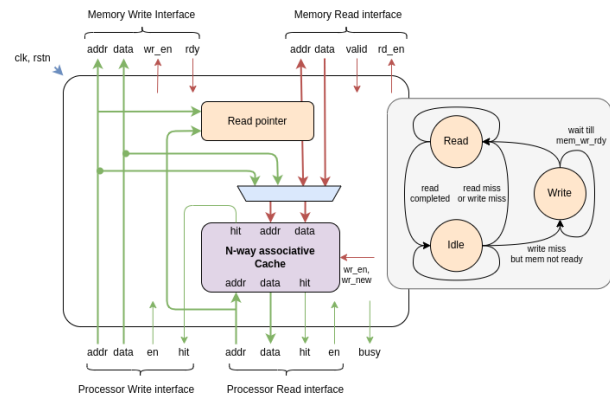 Memory Write Interface
Memory Read interface
addr data wr_en rdy
addr data valid rd_en
clk, rstn
Read pointer
hit addr data
N-way associative
Cache
addr data hit
wr_en,
wr_new
addr data en hit
addr data hit en busy
Processor Write interface
Processor Read interface
Read
wait till
mem_wr_rdy
Write
read
completed
read miss
or write miss
Idle
write miss
but mem not ready